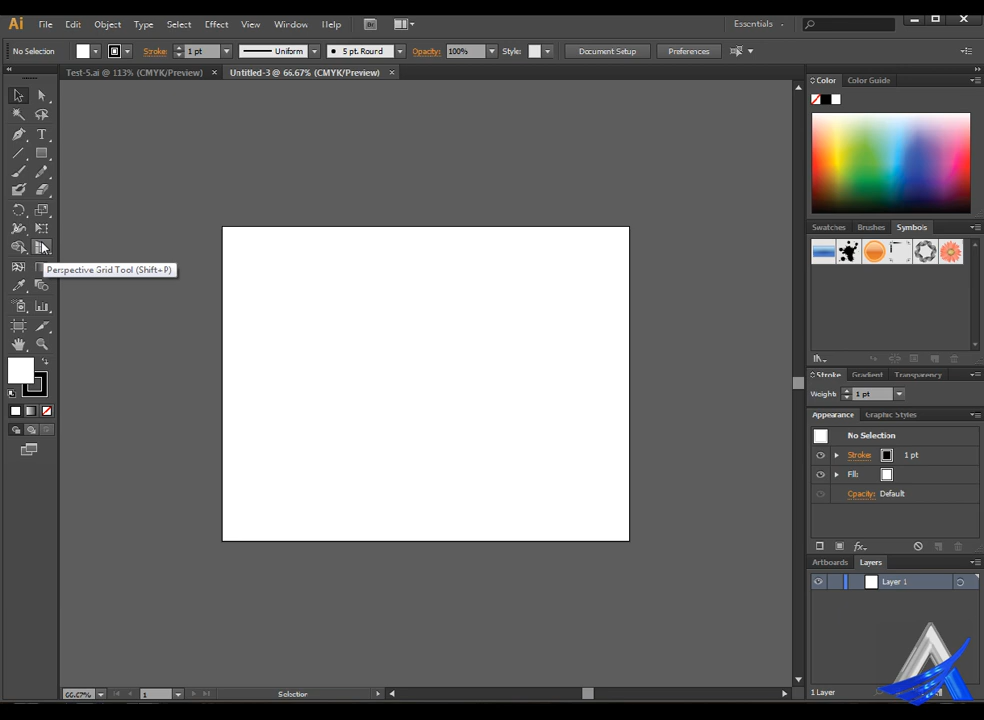 Ai File Edit Object Type Select Effect View Window Help Br Essentials
No Selection Stroke: 1 pt Uniform 5 pt. Round Opacity: 100% Style: Document Setup Preferences
Test-5.ai @ 113% (CMYK/Preview) × Untitled-3 @ 66.67% (CMYK/Preview) ×
Color Color Guide
T
Swatches Brushes Symbols
Perspective Grid Tool (Shift+P)
Stroke Gradient Transparency
Weight: 1 pt
Appearance Graphic Styles
No Selection
Stroke: 1 pt
Fill:
Opacity: Default
fx
Artboards Layers
Layer 1
1 Layer
66.67% 1 Selection